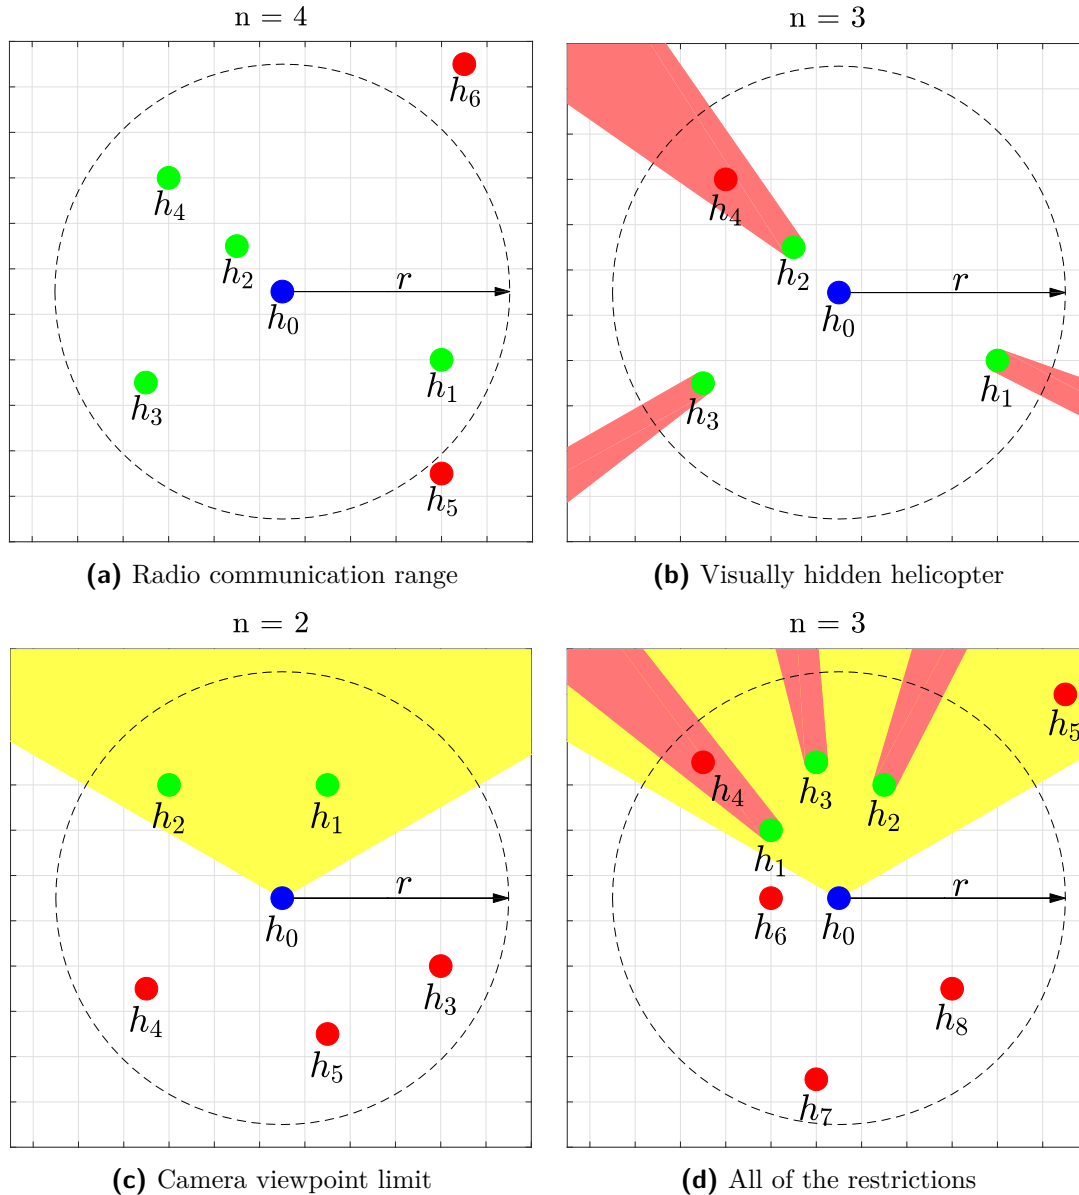 n = 4
n = 3
h6
h4
h2
r
h0
h1
h3
h5
h4
h2
r
h0
h1
h3
(a) Radio communication range
(b) Visually hidden helicopter
n = 2
n = 3
h2
h1
r
h0
h3
h4
h5
h5
h4
h3
h2
h1
r
h6
h0
h8
h7
(c) Camera viewpoint limit
(d) All of the restrictions